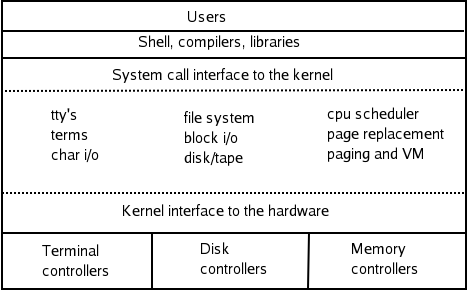 Users
Shell, compilers, libraries
System call interface to the kernel
tty's
terms
char i/o
file system
block i/o
disk/tape
cpu scheduler
page replacement
paging and VM
Kernel interface to the hardware
Terminal
controllers
Disk
controllers
Memory
controllers